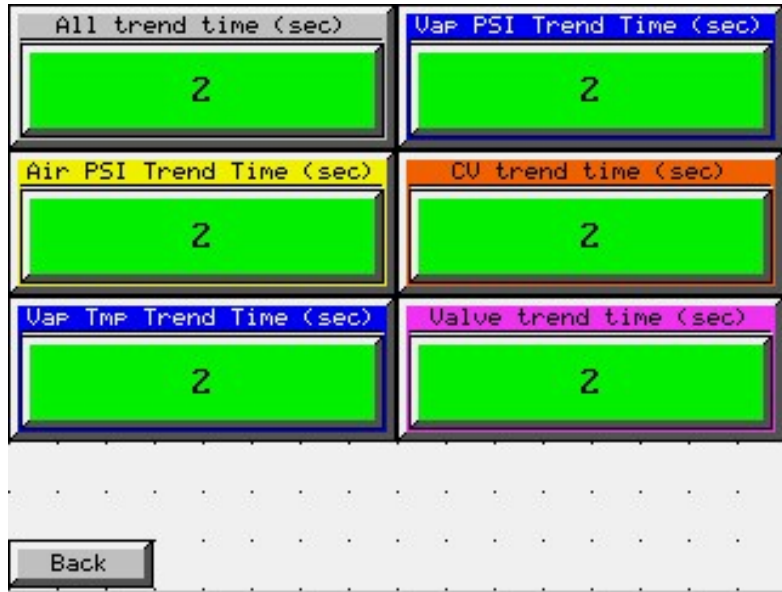 All trend time (sec)
Vap PSI Trend Time (sec)
2
2
Air PSI Trend Time (sec)
CV trend time (sec)
2
2
Vap Tmp Trend Time (sec)
Valve trend time (sec)
2
2
Back